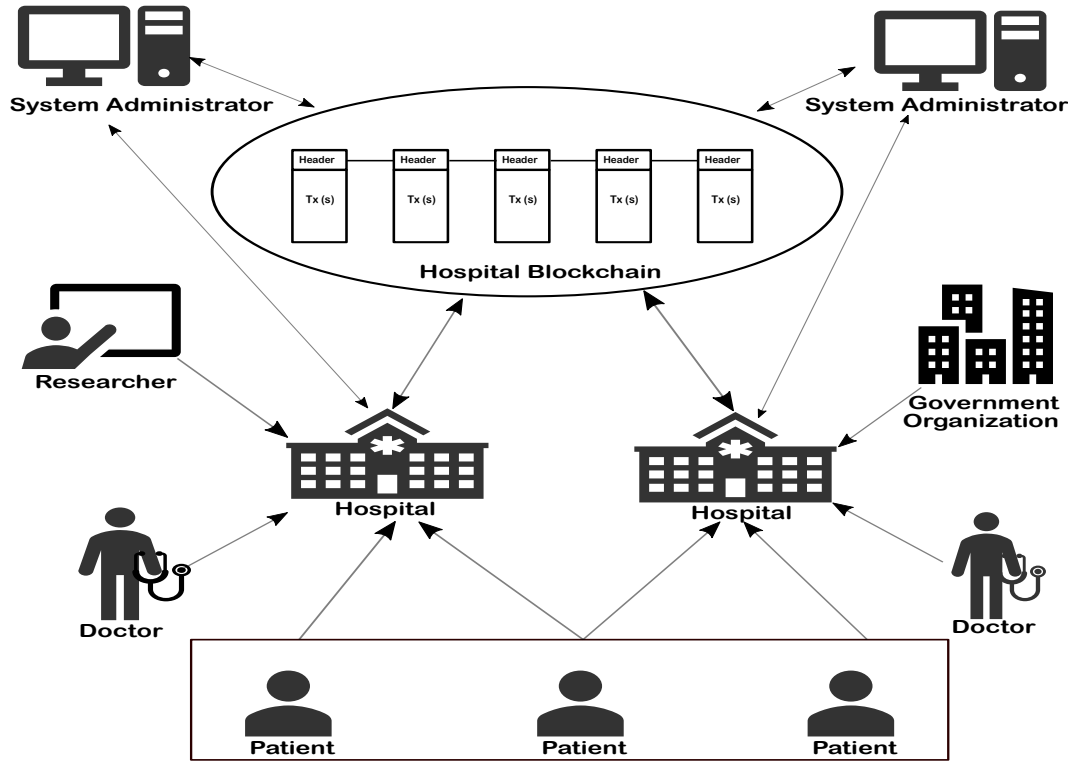 System Administrator
System Administrator
Header Header Header Header Header
Tx (s) Tx (s) Tx (s) Tx (s) Tx (s)
Hospital Blockchain
Researcher
Government
Organization
Hospital
Hospital
Doctor
Doctor
Patient Patient Patient